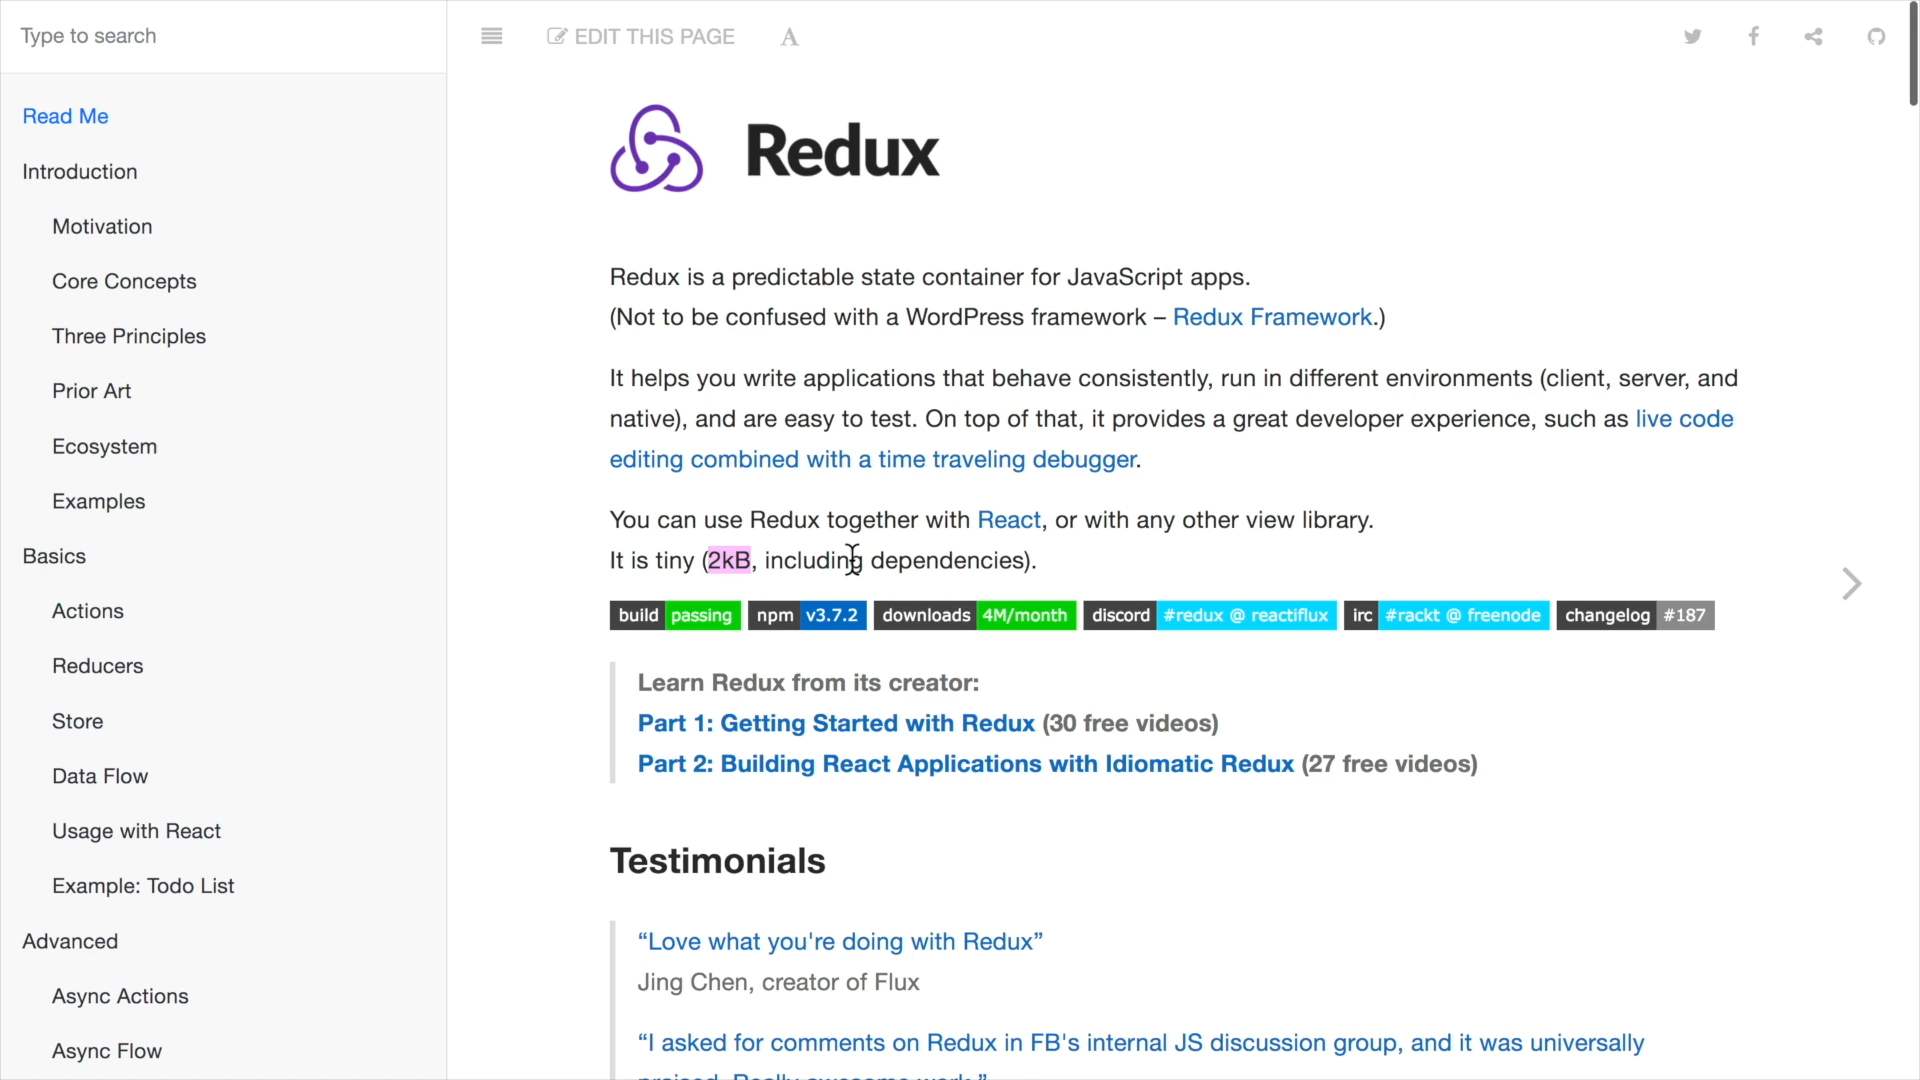 Type to search
EDIT THIS PAGE
A
Read Me
Introduction
Motivation
Core Concepts
Three Principles
Prior Art
Ecosystem
Examples
Basics
Actions
Reducers
Store
Data Flow
Usage with React
Example: Todo List
Advanced
Async Actions
Async Flow
Redux
Redux is a predictable state container for JavaScript apps.
(Not to be confused with a WordPress framework – Redux Framework.)
It helps you write applications that behave consistently, run in different environments (client, server, and
native), and are easy to test. On top of that, it provides a great developer experience, such as live code
editing combined with a time traveling debugger.
You can use Redux together with React, or with any other view library.
It is tiny (2kB, including dependencies).
build passing npm v3.7.2 downloads 4M/month discord #redux @ reactiflux irc #rackt @ freenode changelog #187
Learn Redux from its creator:
Part 1: Getting Started with Redux (30 free videos)
Part 2: Building React Applications with Idiomatic Redux (27 free videos)
Testimonials
“Love what you're doing with Redux”
Jing Chen, creator of Flux
“I asked for comments on Redux in FB's internal JS discussion group, and it was universally
praised. Really awesome work.”